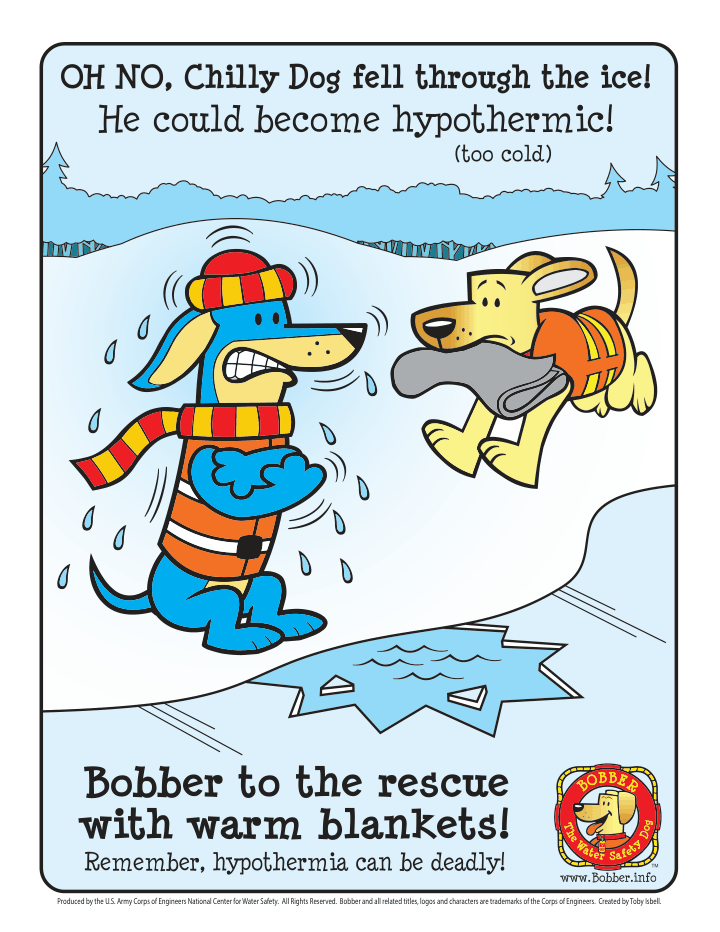 OH NO, Chilly Dog fell through the ice!
He could become hypothermic!
(too cold)
Bobber to the rescue
with warm blankets!
Remember, hypothermia can be deadly!
BOBBER
The Water Safety Dog
TM
www.Bobber.info
Produced by the U.S. Army Corps of Engineers National Center for Water Safety. All Rights Reserved. Bobber and all related titles, logos and characters are trademarks of the Corps of Engineers. Created by Toby Isbell.